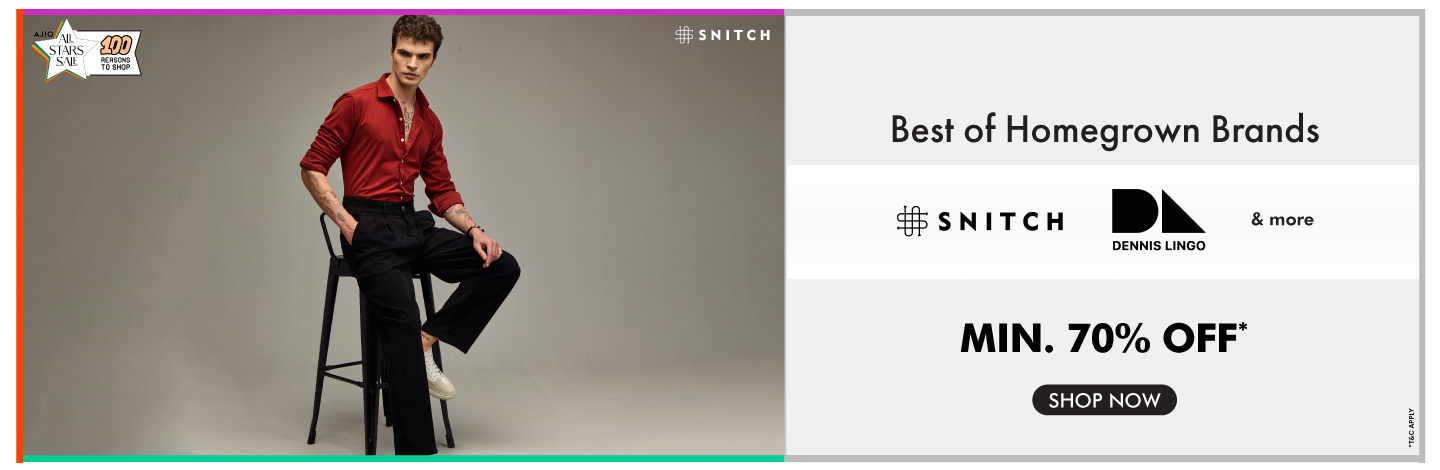 AJIO
ALL
STARS
SALE
100
REASONS
TO SHOP
SNITCH
Best of Homegrown Brands
SNITCH
DENNIS LINGO
& more
MIN. 70% OFF*
SHOP NOW
*T&C APPLY